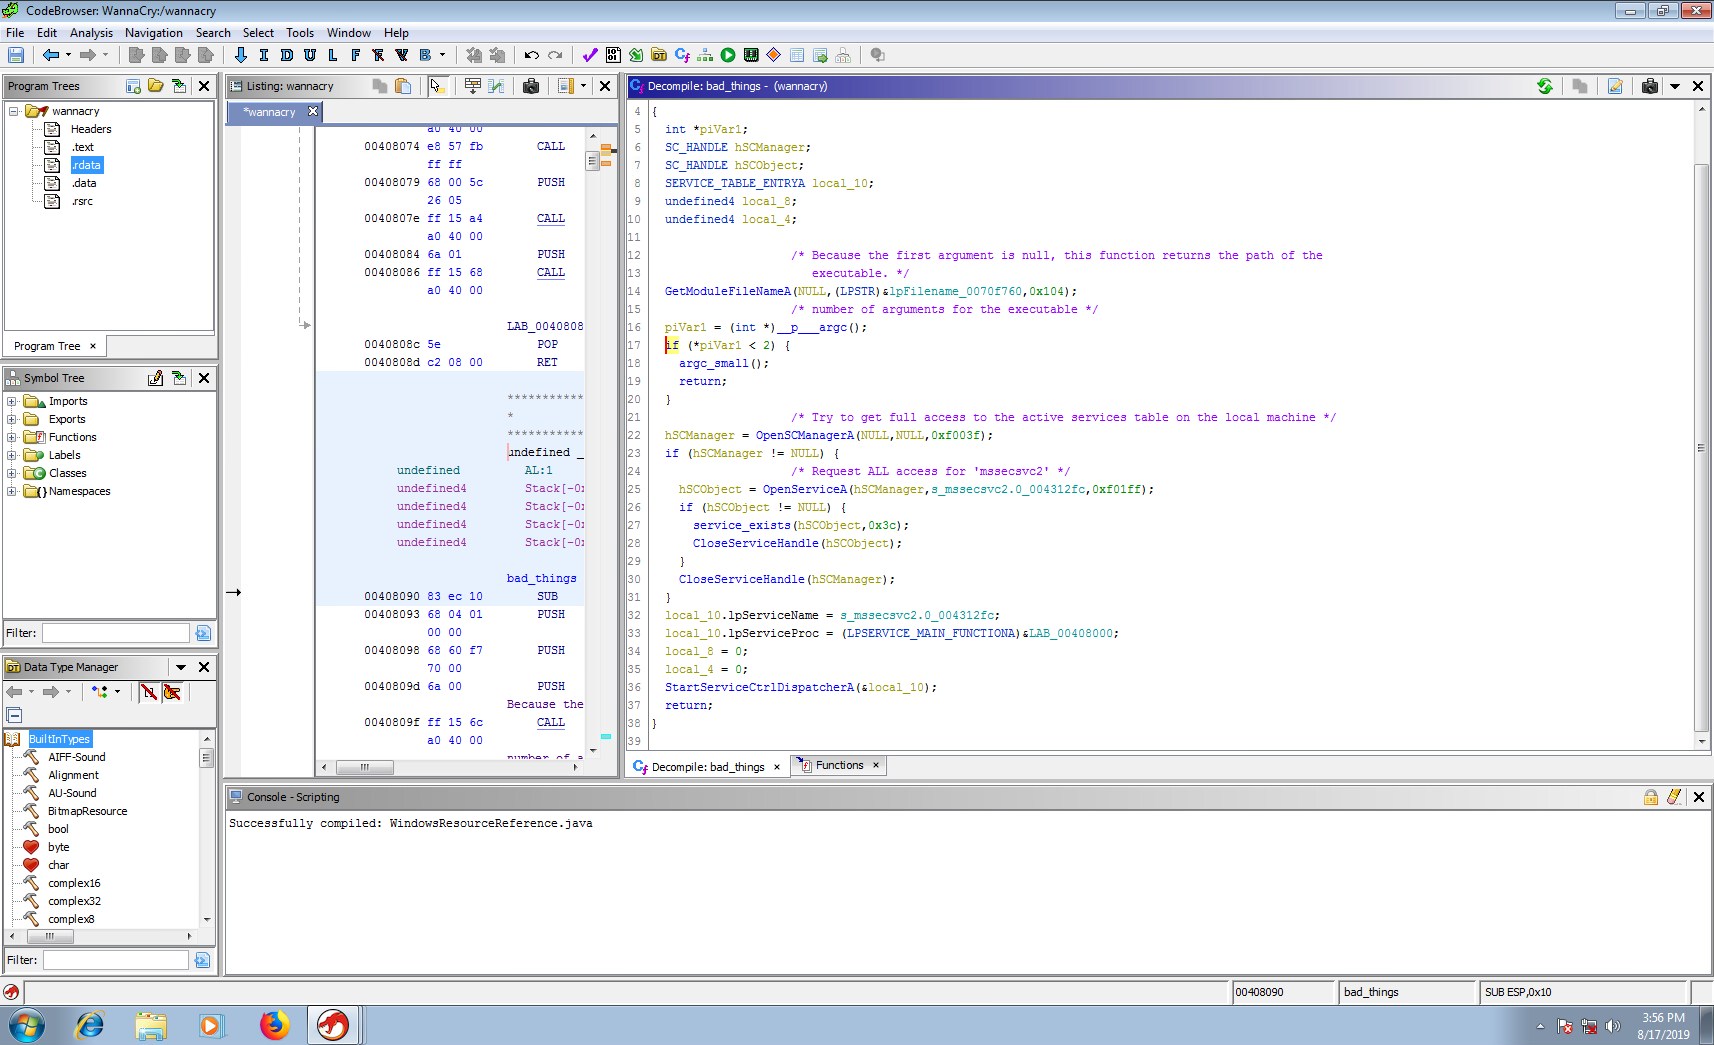 CodeBrowser: WannaCry:/wannacry
File Edit Analysis Navigation Search Select Tools Window Help
I D U L F R V B
Program Trees
wannacry
Headers
.text
.rdata
.data
.rsrc
Program Tree
Symbol Tree
Imports
Exports
Functions
Labels
Classes
Namespaces
Filter:
Data Type Manager
BuiltInTypes
AIFF-Sound
Alignment
AU-Sound
BitmapResource
bool
byte
char
complex16
complex32
complex8
Filter:
Listing: wannacry
*wannacry
a0 40 00
00408074 e8 57 fb CALL
ff ff
00408079 68 00 5c PUSH
26 05
0040807e ff 15 a4 CALL
a0 40 00
00408084 6a 01 PUSH
00408086 ff 15 68 CALL
a0 40 00
LAB_0040808
0040808c 5e POP
0040808d c2 08 00 RET
***********
*
***********
undefined _
undefined AL:1
undefined4 Stack[-0
undefined4 Stack[-0
undefined4 Stack[-0
undefined4 Stack[-0
bad_things
00408090 83 ec 10 SUB
00408093 68 04 01 PUSH
00 00
00408098 68 60 f7 PUSH
70 00
0040809d 6a 00 PUSH
Because the
0040809f ff 15 6c CALL
a0 40 00
number of a
Decompile: bad_things - (wannacry)
4 {
5 int *piVar1;
6 SC_HANDLE hSCManager;
7 SC_HANDLE hSCObject;
8 SERVICE_TABLE_ENTRYA local_10;
9 undefined4 local_8;
10 undefined4 local_4;
11
12 /* Because the first argument is null, this function returns the path of the
13 executable. */
14 GetModuleFileNameA(NULL,(LPSTR)&lpFilename_0070f760,0x104);
15 /* number of arguments for the executable */
16 piVar1 = (int *)__p___argc();
17 if (*piVar1 < 2) {
18 argc_small();
19 return;
20 }
21 /* Try to get full access to the active services table on the local machine */
22 hSCManager = OpenSCManagerA(NULL,NULL,0xf003f);
23 if (hSCManager != NULL) {
24 /* Request ALL access for 'mssecsvc2' */
25 hSCObject = OpenServiceA(hSCManager,s_mssecsvc2.0_004312fc,0xf01ff);
26 if (hSCObject != NULL) {
27 service_exists(hSCObject,0x3c);
28 CloseServiceHandle(hSCObject);
29 }
30 CloseServiceHandle(hSCManager);
31 }
32 local_10.lpServiceName = s_mssecsvc2.0_004312fc;
33 local_10.lpServiceProc = (LPSERVICE_MAIN_FUNCTIONA)&LAB_00408000;
34 local_8 = 0;
35 local_4 = 0;
36 StartServiceCtrlDispatcherA(&local_10);
37 return;
38 }
39
Decompile: bad_things
Functions
Console - Scripting
Successfully compiled: WindowsResourceReference.java
00408090
bad_things
SUB ESP,0x10
3:56 PM
8/17/2019